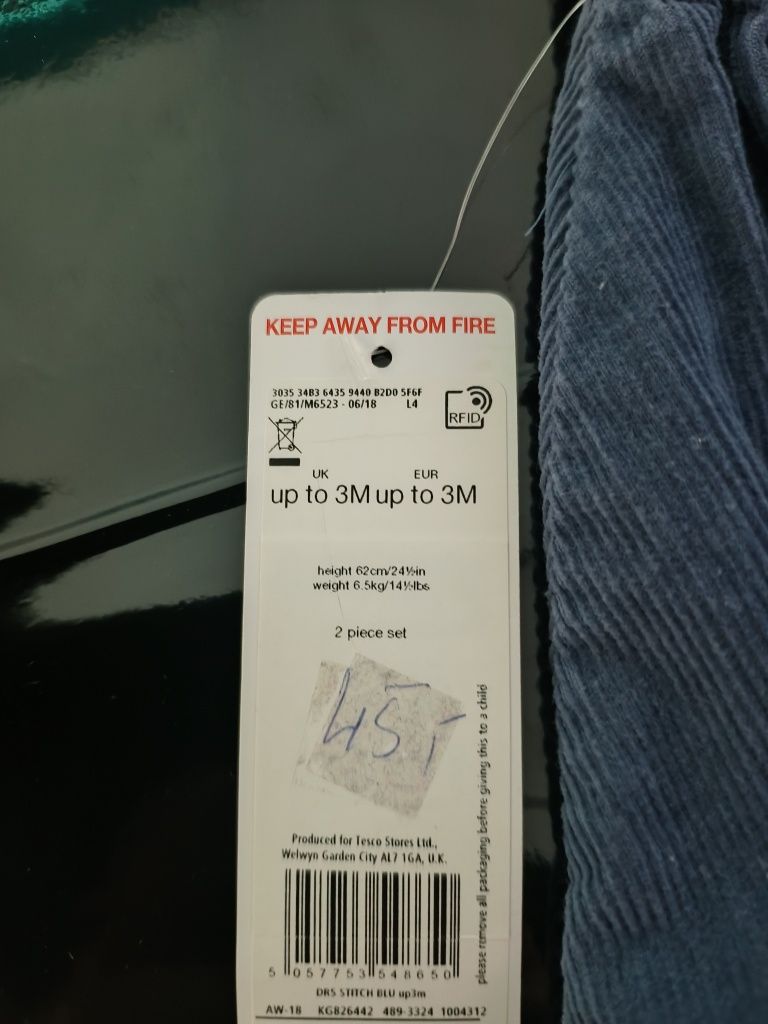 KEEP AWAY FROM FIRE
3035 34B3 6435 9440 B2D0 5F6F
GE/81/M6523 - 06/18 L4
RFID
UK EUR
up to 3M up to 3M
height 62cm/24½in
weight 6.5kg/14½lbs
2 piece set
45,-
please remove all packaging before giving this to a child
Produced for Tesco Stores Ltd.,
Welwyn Garden City AL7 1GA, U.K.
5 057753 548650
DRS STITCH BLU up3m
AW-18 KG826442 489-3324 1004312